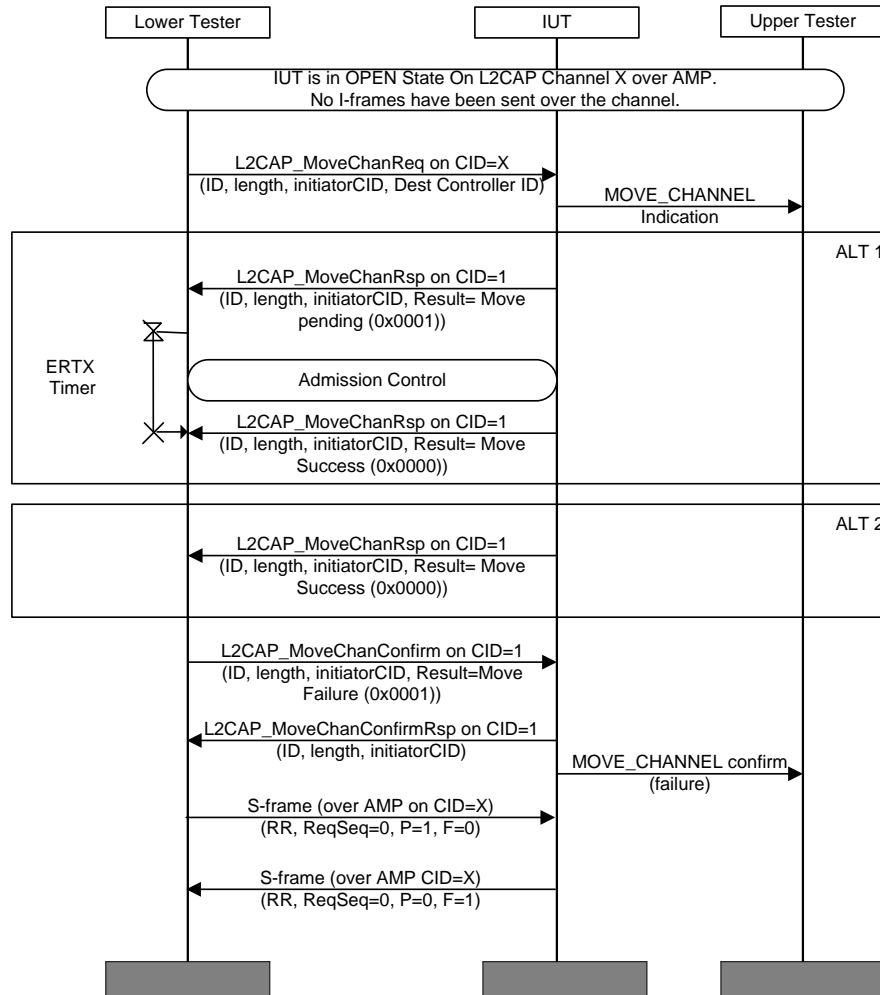 Lower Tester
IUT
Upper Tester
IUT is in OPEN State On L2CAP Channel X over AMP.
No I-frames have been sent over the channel.
L2CAP_MoveChanReq on CID=X
(ID, length, initiatorCID, Dest Controller ID)
MOVE_CHANNEL
Indication
ALT 1
L2CAP_MoveChanRsp on CID=1
(ID, length, initiatorCID, Result= Move
pending (0x0001))
ERTX
Timer
Admission Control
L2CAP_MoveChanRsp on CID=1
(ID, length, initiatorCID, Result= Move
Success (0x0000))
ALT 2
L2CAP_MoveChanRsp on CID=1
(ID, length, initiatorCID, Result= Move
Success (0x0000))
L2CAP_MoveChanConfirm on CID=1
(ID, length, initiatorCID, Result=Move
Failure (0x0001))
L2CAP_MoveChanConfirmRsp on CID=1
(ID, length, initiatorCID)
MOVE_CHANNEL confirm
(failure)
S-frame (over AMP on CID=X)
(RR, ReqSeq=0, P=1, F=0)
S-frame (over AMP CID=X)
(RR, ReqSeq=0, P=0, F=1)